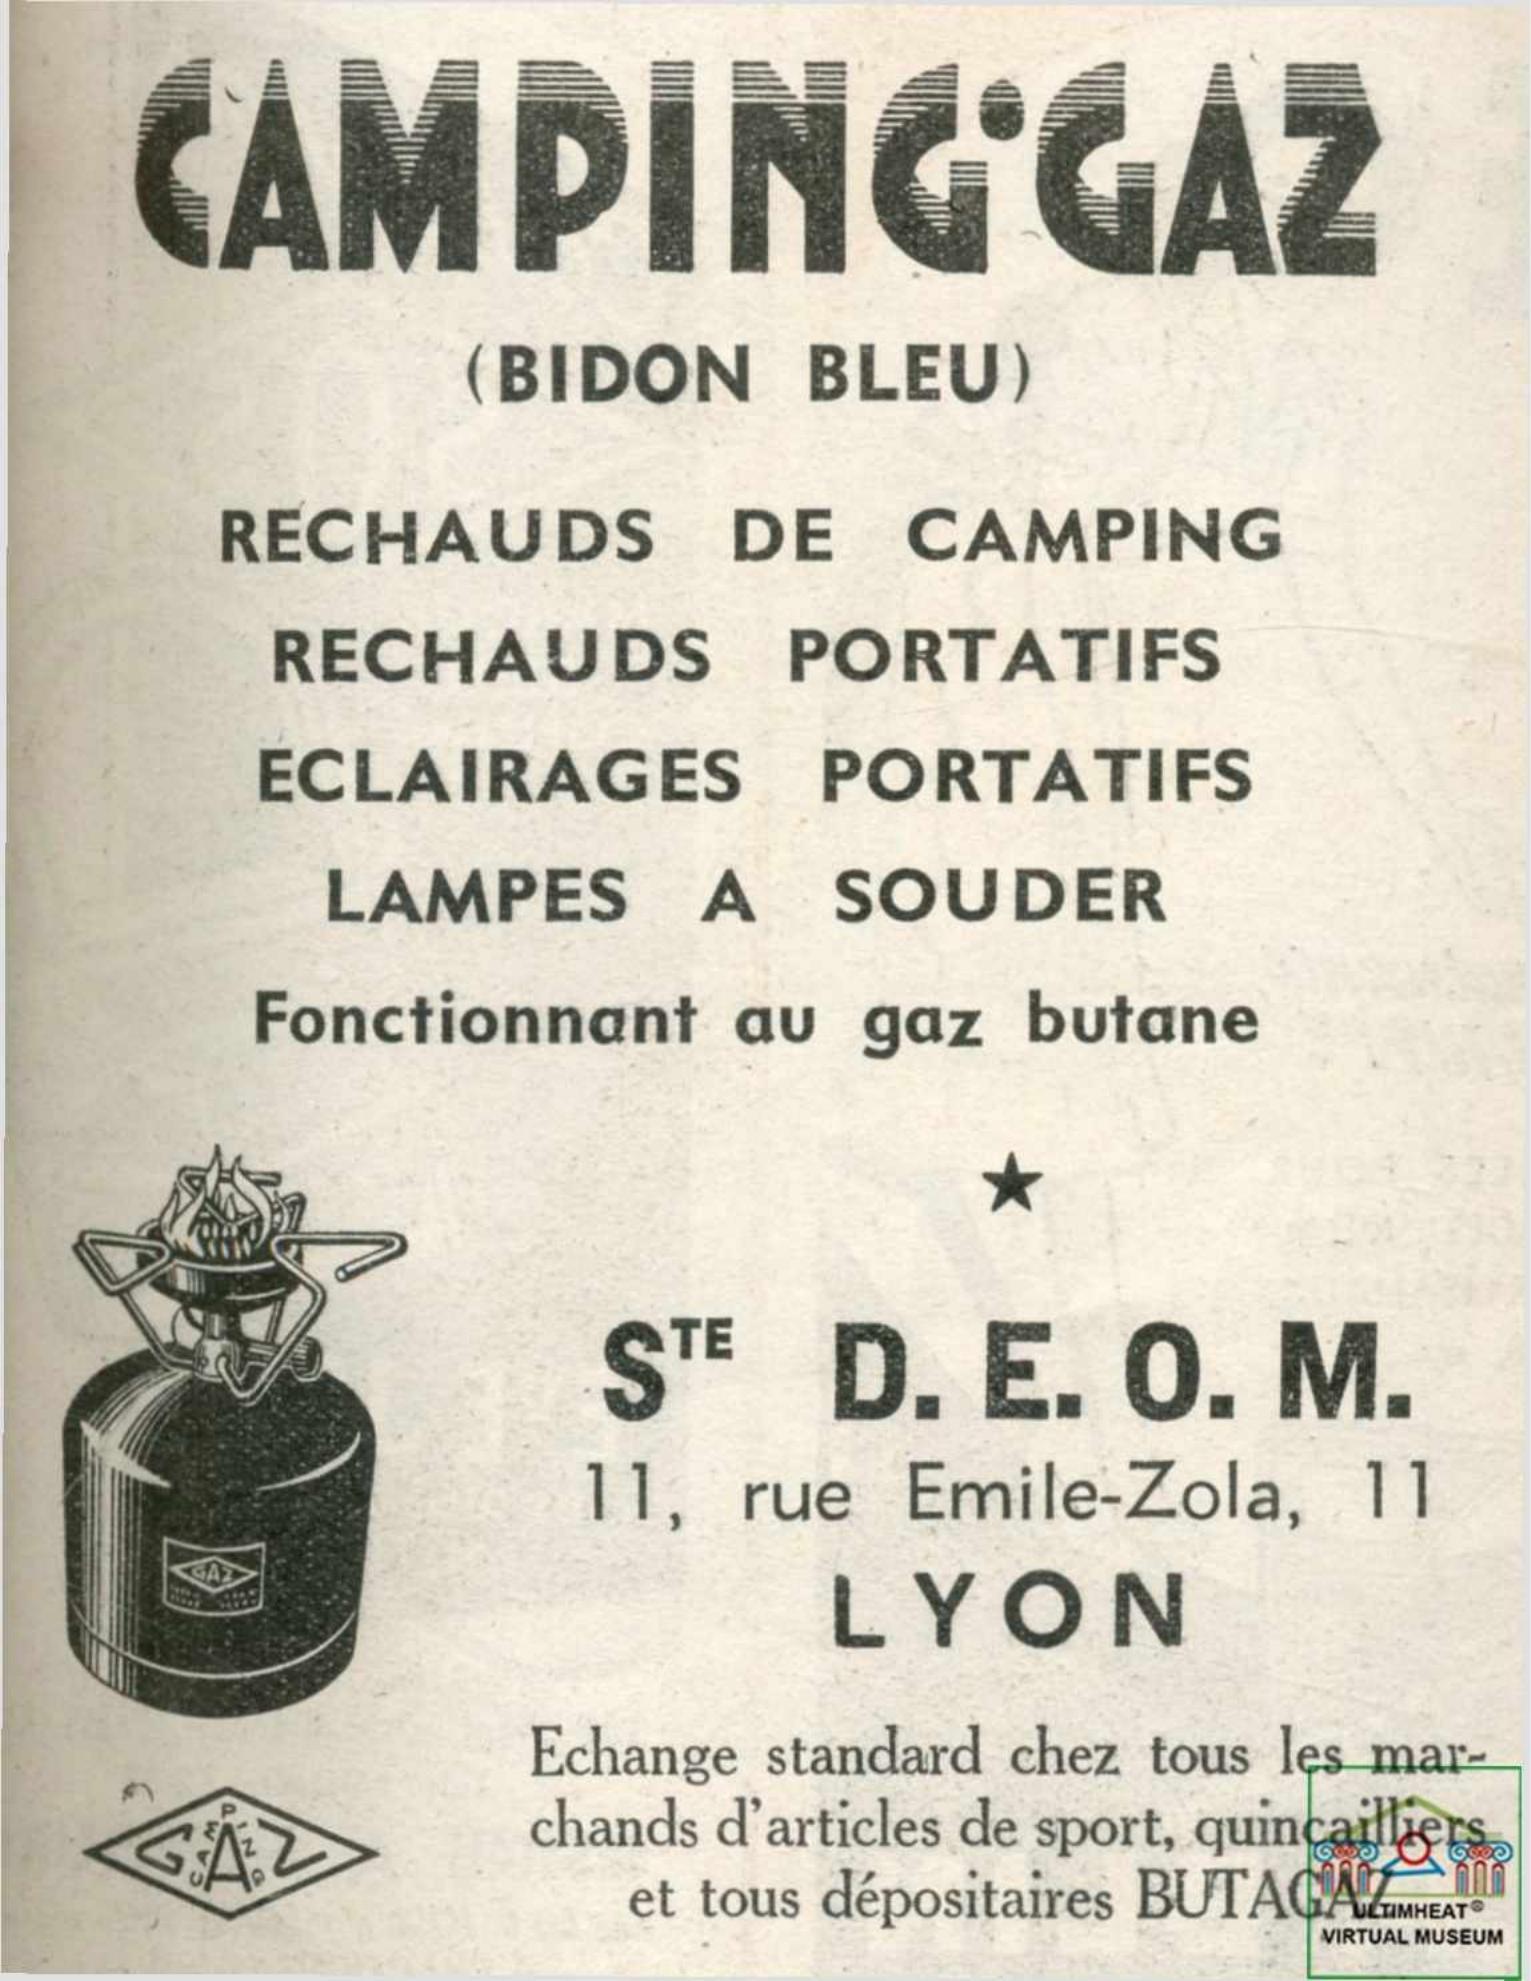 CAMPING·GAZ
(BIDON BLEU)
RECHAUDS DE CAMPING
RECHAUDS PORTATIFS
ECLAIRAGES PORTATIFS
LAMPES A SOUDER
Fonctionnant au gaz butane
STE D. E. O. M.
11, rue Emile-Zola, 11
LYON
GAZ
Echange standard chez tous les mar-
chands d'articles de sport, quincailliers
et tous dépositaires BUTAGAZ
CAMPING
GAZ
ULTIMHEAT®
VIRTUAL MUSEUM